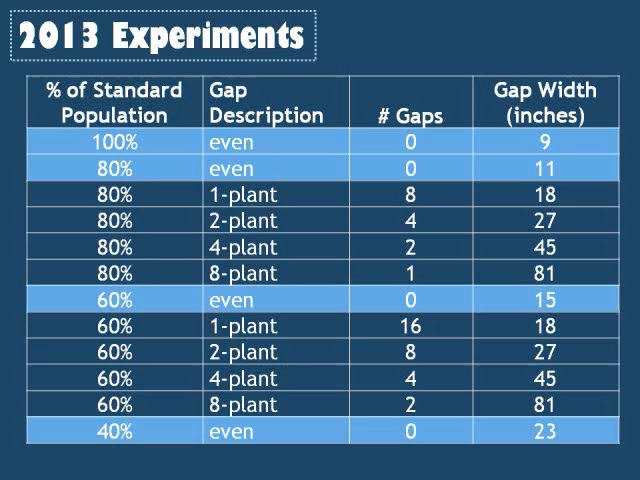 2013 Experiments
% of Standard Population Gap Description # Gaps Gap Width (inches)
100% even 0 9
80% even 0 11
80% 1-plant 8 18
80% 2-plant 4 27
80% 4-plant 2 45
80% 8-plant 1 81
60% even 0 15
60% 1-plant 16 18
60% 2-plant 8 27
60% 4-plant 4 45
60% 8-plant 2 81
40% even 0 23